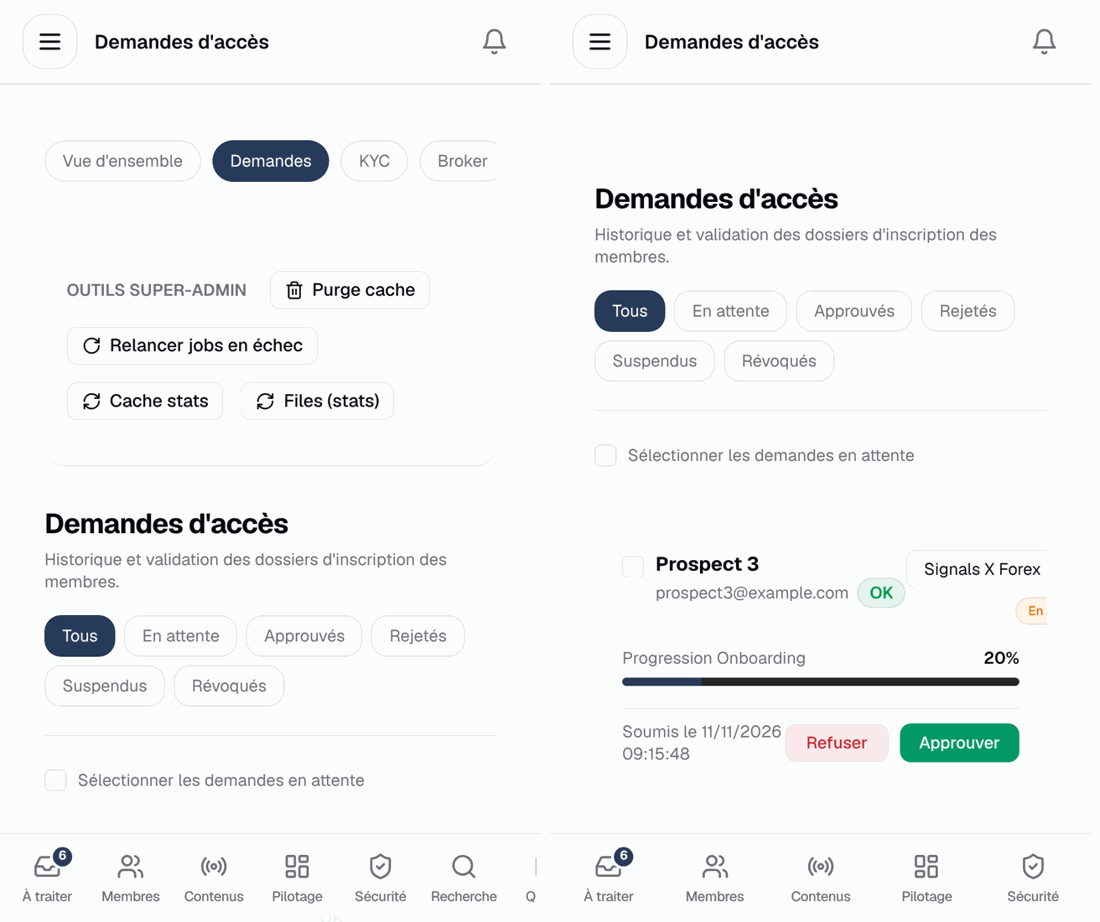 Demandes d'accès
Vue d'ensemble
Demandes
KYC
Broker
OUTILS SUPER-ADMIN
Purge cache
Relancer jobs en échec
Cache stats
Files (stats)
Demandes d'accès
Historique et validation des dossiers d'inscription des
membres.
Tous
En attente
Approuvés
Rejetés
Suspendus
Révoqués
Sélectionner les demandes en attente
6
À traiter
Membres
Contenus
Pilotage
Sécurité
Recherche
Q
Demandes d'accès
Demandes d'accès
Historique et validation des dossiers d'inscription des
membres.
Tous
En attente
Approuvés
Rejetés
Suspendus
Révoqués
Sélectionner les demandes en attente
Prospect 3
Signals X Forex
prospect3@example.com
OK
En
Progression Onboarding
20%
Soumis le 11/11/2026
09:15:48
Refuser
Approuver
6
À traiter
Membres
Contenus
Pilotage
Sécurité